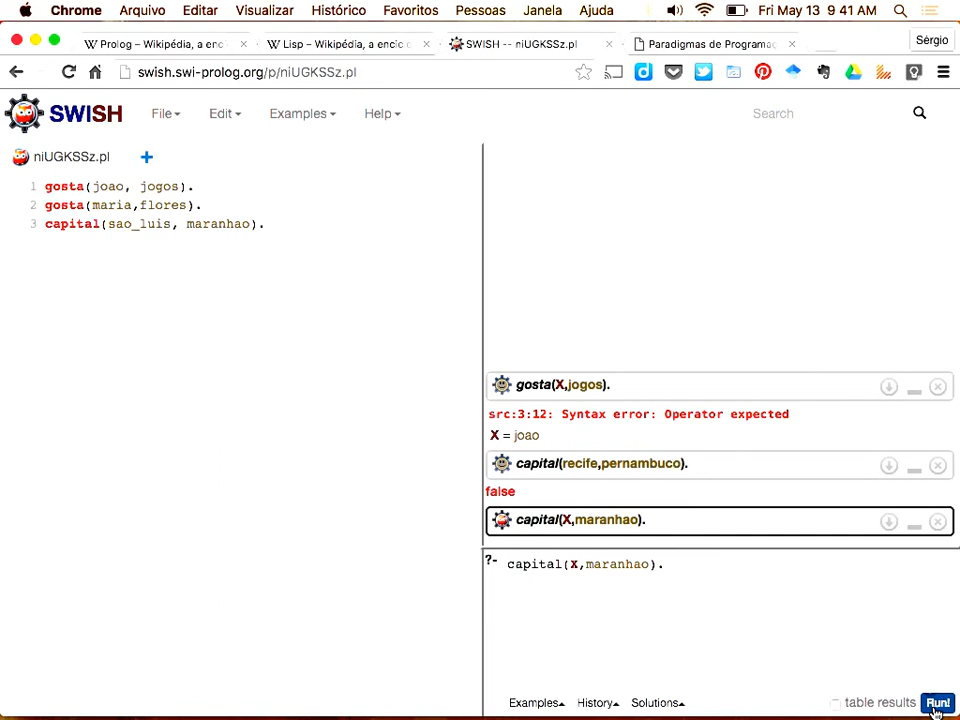 Chrome Arquivo Editar Visualizar Histórico Favoritos Pessoas Janela Ajuda Fri May 13 9 41 AM
Prolog – Wikipédia, a enc Lisp – Wikipédia, a encic SWISH -- niUGKSSz.pl Paradigmas de Programaç Sérgio
swish.swi-prolog.org/p/niUGKSSz.pl
SWISH File Edit Examples Help Search
niUGKSSz.pl
1 gosta(joao, jogos).
2 gosta(maria,flores).
3 capital(sao_luis, maranhao).
gosta(X,jogos).
src:3:12: Syntax error: Operator expected
X = joao
capital(recife,pernambuco).
false
capital(X,maranhao).
?- capital(X,maranhao).
Examples History Solutions table results Run!